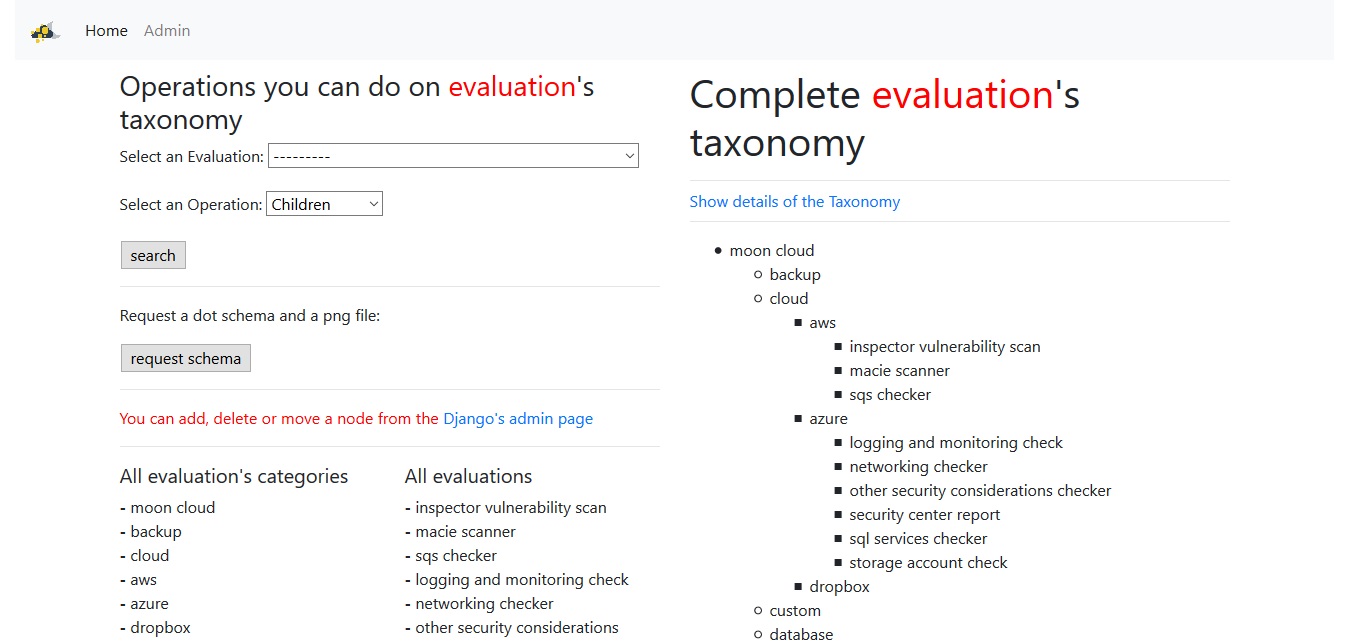 Home Admin
Operations you can do on evaluation's
taxonomy
Select an Evaluation: ---------
Select an Operation: Children
search
Request a dot schema and a png file:
request schema
You can add, delete or move a node from the Django's admin page
All evaluation's categories
- moon cloud
- backup
- cloud
- aws
- azure
- dropbox
All evaluations
- inspector vulnerability scan
- macie scanner
- sqs checker
- logging and monitoring check
- networking checker
- other security considerations
Complete evaluation's
taxonomy
Show details of the Taxonomy
moon cloud
backup
cloud
aws
inspector vulnerability scan
macie scanner
sqs checker
azure
logging and monitoring check
networking checker
other security considerations checker
security center report
sql services checker
storage account check
dropbox
custom
database